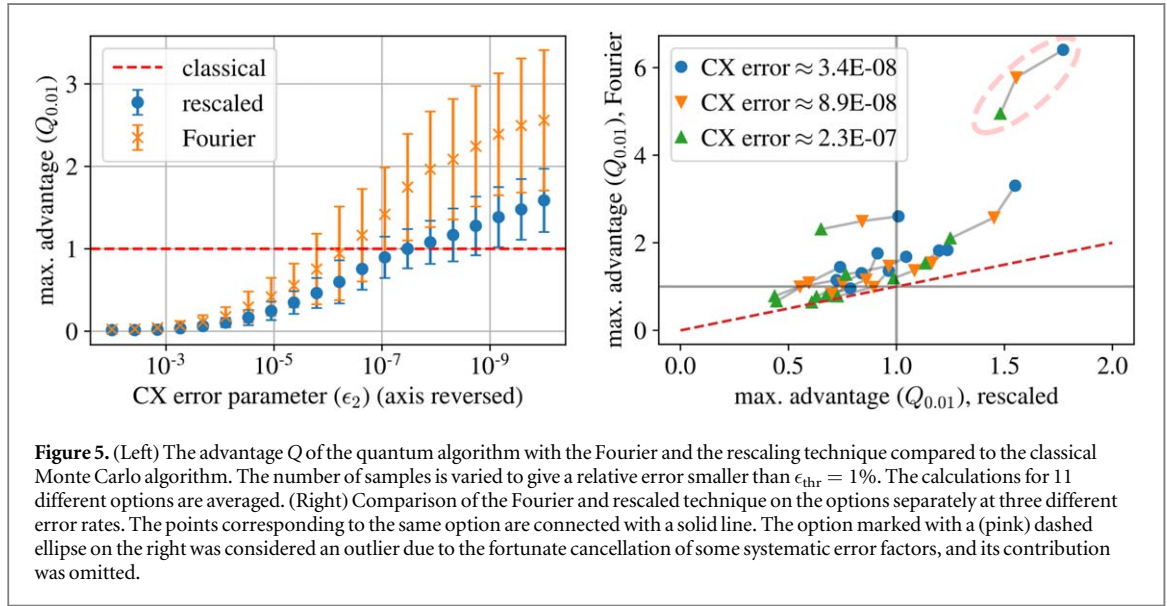 max. advantage (Q0.01)
3
2
1
0
classical
rescaled
Fourier
10-3
10-5
10-7
10-9
CX error parameter (ϵ2) (axis reversed)
max. advantage (Q0.01), Fourier
6
4
2
0
CX error ≈ 3.4E-08
CX error ≈ 8.9E-08
CX error ≈ 2.3E-07
0.0
0.5
1.0
1.5
2.0
max. advantage (Q0.01), rescaled
Figure 5. (Left) The advantage Q of the quantum algorithm with the Fourier and the rescaling technique compared to the classical
Monte Carlo algorithm. The number of samples is varied to give a relative error smaller than ϵthr = 1%. The calculations for 11
different options are averaged. (Right) Comparison of the Fourier and rescaled technique on the options separately at three different
error rates. The points corresponding to the same option are connected with a solid line. The option marked with a (pink) dashed
ellipse on the right was considered an outlier due to the fortunate cancellation of some systematic error factors, and its contribution
was omitted.